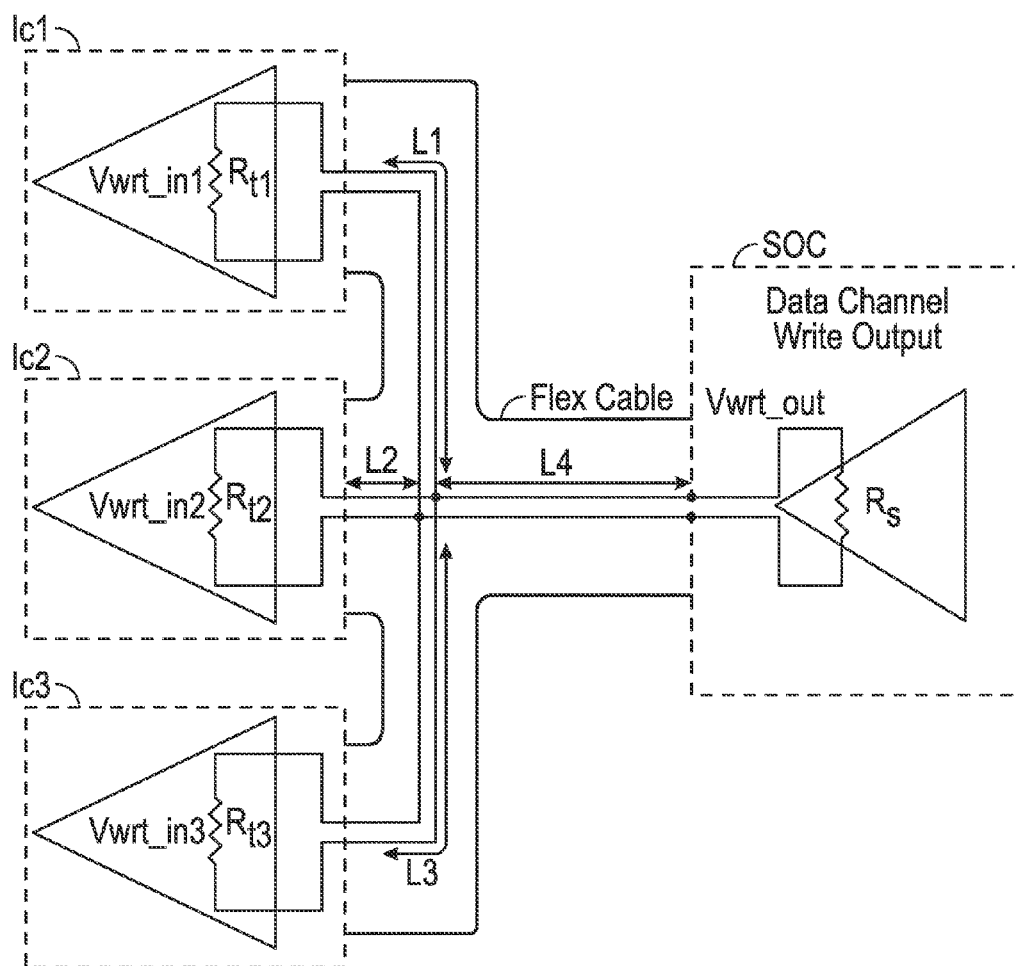 Ic1
Vwrt_in1
Rt1
L1
SOC
Data Channel
Write Output
Ic2
Flex Cable
Vwrt_out
Vwrt_in2
Rt2
L2
L4
Rs
Ic3
Vwrt_in3
Rt3
L3